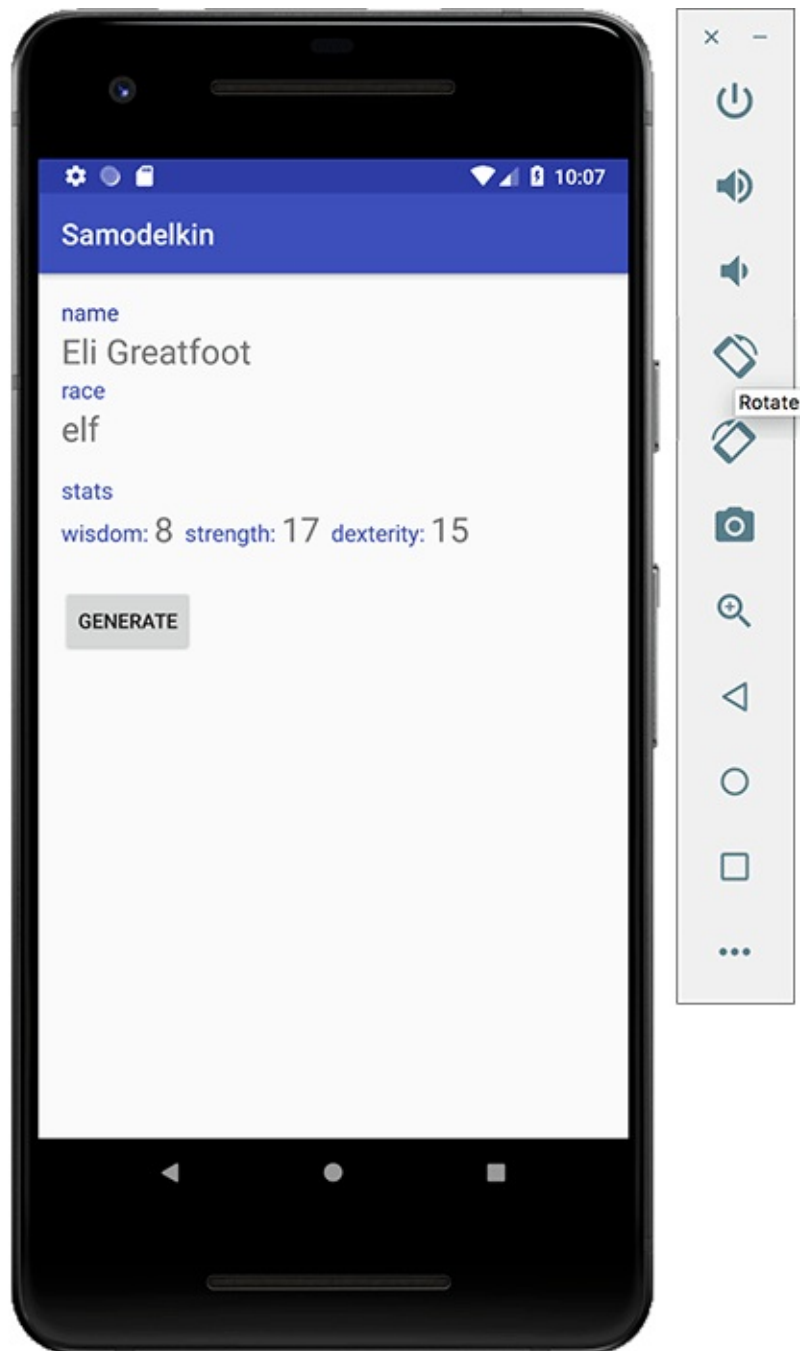 10:07
Samodelkin
name
Eli Greatfoot
race
elf
stats
wisdom: 8 strength: 17 dexterity: 15
GENERATE
Rotate